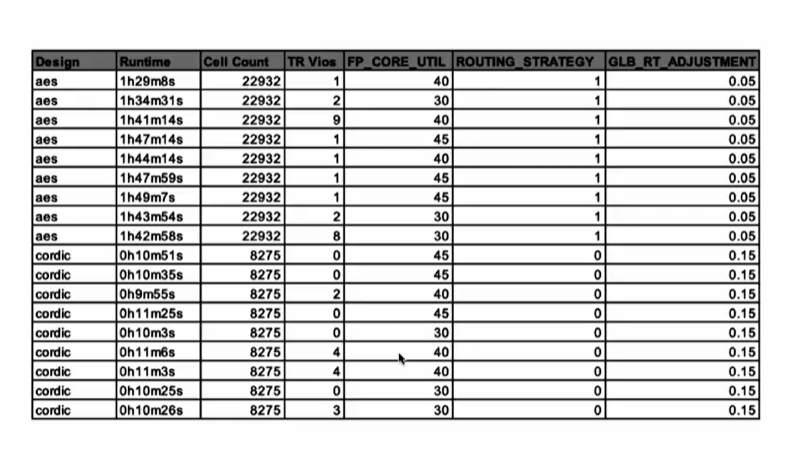 Design Runtime Cell Count TR Vios FP_CORE_UTIL ROUTING_STRATEGY GLB_RT_ADJUSTMENT
aes 1h29m8s 22932 1 40 1 0.05
aes 1h34m31s 22932 2 30 1 0.05
aes 1h41m14s 22932 9 40 1 0.05
aes 1h47m14s 22932 1 45 1 0.05
aes 1h44m14s 22932 1 40 1 0.05
aes 1h47m59s 22932 1 45 1 0.05
aes 1h49m7s 22932 1 45 1 0.05
aes 1h43m54s 22932 2 30 1 0.05
aes 1h42m58s 22932 8 30 1 0.05
cordic 0h10m51s 8275 0 45 0 0.15
cordic 0h10m35s 8275 0 45 0 0.15
cordic 0h9m55s 8275 2 40 0 0.15
cordic 0h11m25s 8275 0 45 0 0.15
cordic 0h10m3s 8275 0 30 0 0.15
cordic 0h11m6s 8275 4 40 0 0.15
cordic 0h11m3s 8275 4 40 0 0.15
cordic 0h10m25s 8275 0 30 0 0.15
cordic 0h10m26s 8275 3 30 0 0.15